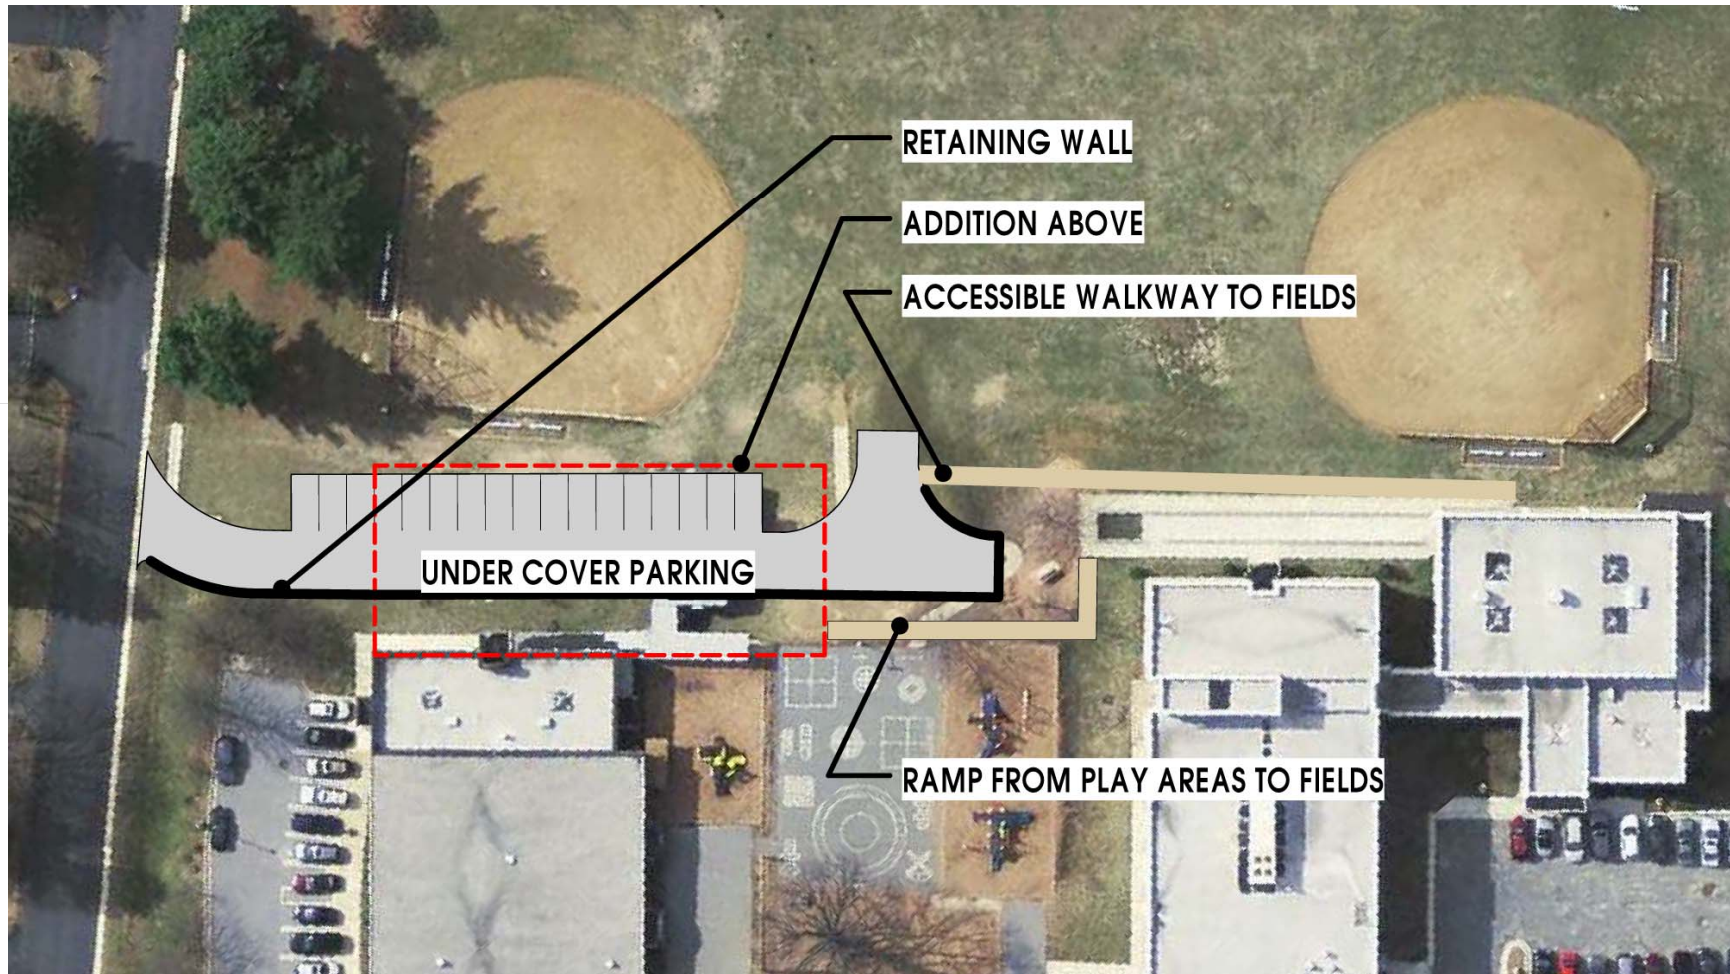 RETAINING WALL
ADDITION ABOVE
ACCESSIBLE WALKWAY TO FIELDS
UNDER COVER PARKING
RAMP FROM PLAY AREAS TO FIELDS